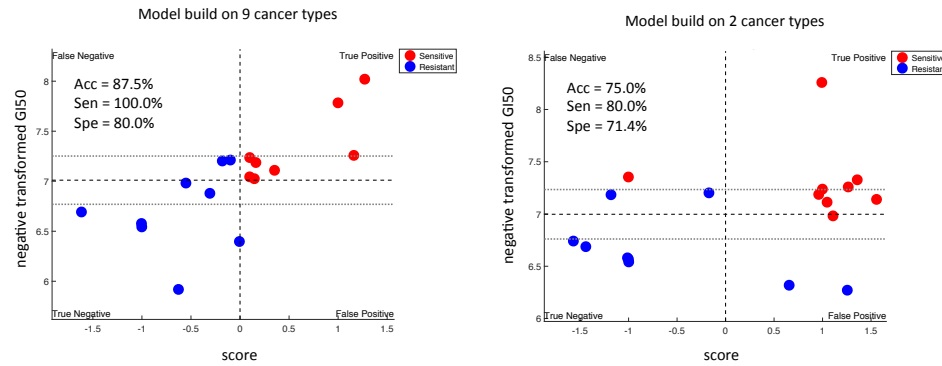 Model build on 9 cancer types
False Negative
True Positive
Sensitive
Resistant
Acc = 87.5%
Sen = 100.0%
Spe = 80.0%
8
7.5
7
6.5
6
negative transformed GI50
True Negative
False Positive
-1.5
-1
-0.5
0
0.5
1
1.5
score
Model build on 2 cancer types
8.5
False Negative
True Positive
Sensitive
Resistant
Acc = 75.0%
Sen = 80.0%
Spe = 71.4%
8
7.5
7
6.5
6
negative transformed GI50
True Negative
False Positive
-1.5
-1
-0.5
0
0.5
1
1.5
score